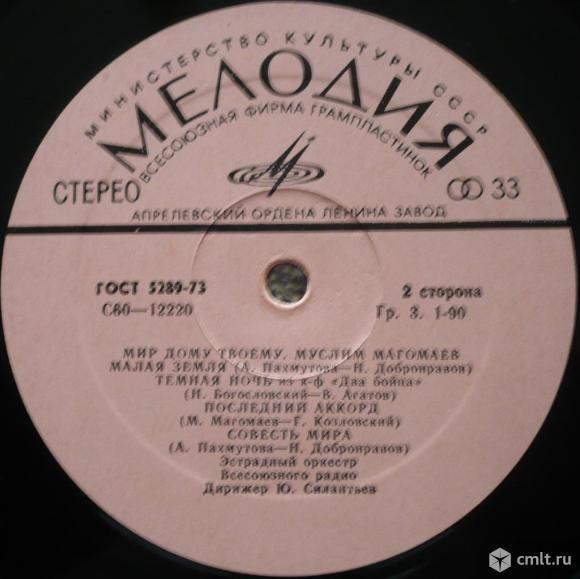 МИНИСТЕРСТВО КУЛЬТУРЫ СССР
МЕЛОДИЯ
ВСЕСОЮЗНАЯ ФИРМА ГРАМПЛАСТИНОК
СТЕРЕО
33
АПРЕЛЕВСКИЙ ОРДЕНА ЛЕНИНА ЗАВОД
ГОСТ 5289-73
2 сторона
С60—12220
Гр. 3. 1-90
МИР ДОМУ ТВОЕМУ. МУСЛИМ МАГОМАЕВ
МАЛАЯ ЗЕМЛЯ (А. Пахмутова—Н. Добронравов)
ТЕМНАЯ НОЧЬ из к-ф «Два бойца»
(Н. Богословский—В. Агатов)
ПОСЛЕДНИЙ АККОРД
(М. Магомаев—Г. Козловский)
СОВЕСТЬ МИРА
(А. Пахмутова—Н. Добронравов)
Эстрадный оркестр
Всесоюзного радио
Дирижер Ю. Силантьев
cmlt.ru